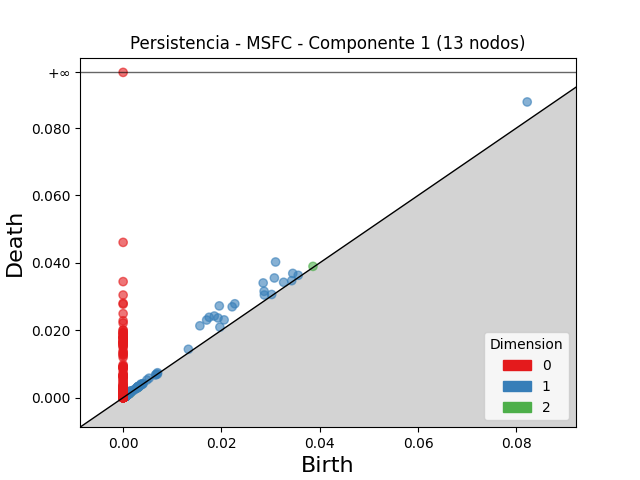 Persistencia - MSFC - Componente 1 (13 nodos)
+∞
0.080
0.060
0.040
0.020
0.000
Death
0.00 0.02 0.04 0.06 0.08
Birth
Dimension
0
1
2